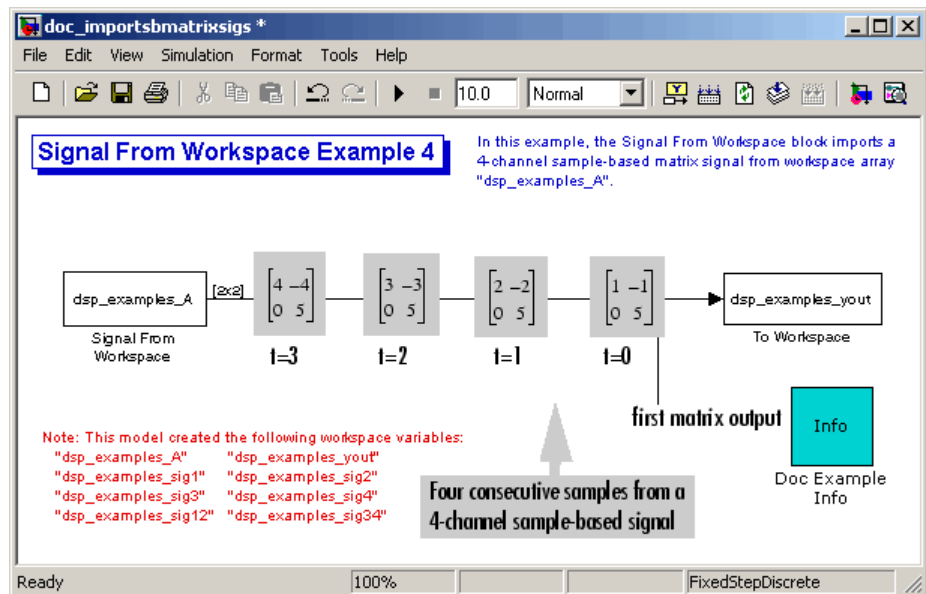 doc_importsbmatrixsigs *
File Edit View Simulation Format Tools Help
10.0 Normal
Signal From Workspace Example 4
In this example, the Signal From Workspace block imports a
4-channel sample-based matrix signal from workspace array
"dsp_examples_A".
dsp_examples_A
[2x2]
4 -4
0 5
3 -3
0 5
2 -2
0 5
1 -1
0 5
dsp_examples_yout
Signal From
Workspace
t=3
t=2
t=1
t=0
To Workspace
first matrix output
Info
Doc Example
Info
Note: This model created the following workspace variables:
"dsp_examples_A" "dsp_examples_yout"
"dsp_examples_sig1" "dsp_examples_sig2"
"dsp_examples_sig3" "dsp_examples_sig4"
"dsp_examples_sig12" "dsp_examples_sig34"
Four consecutive samples from a
4-channel sample-based signal
Ready 100% FixedStepDiscrete